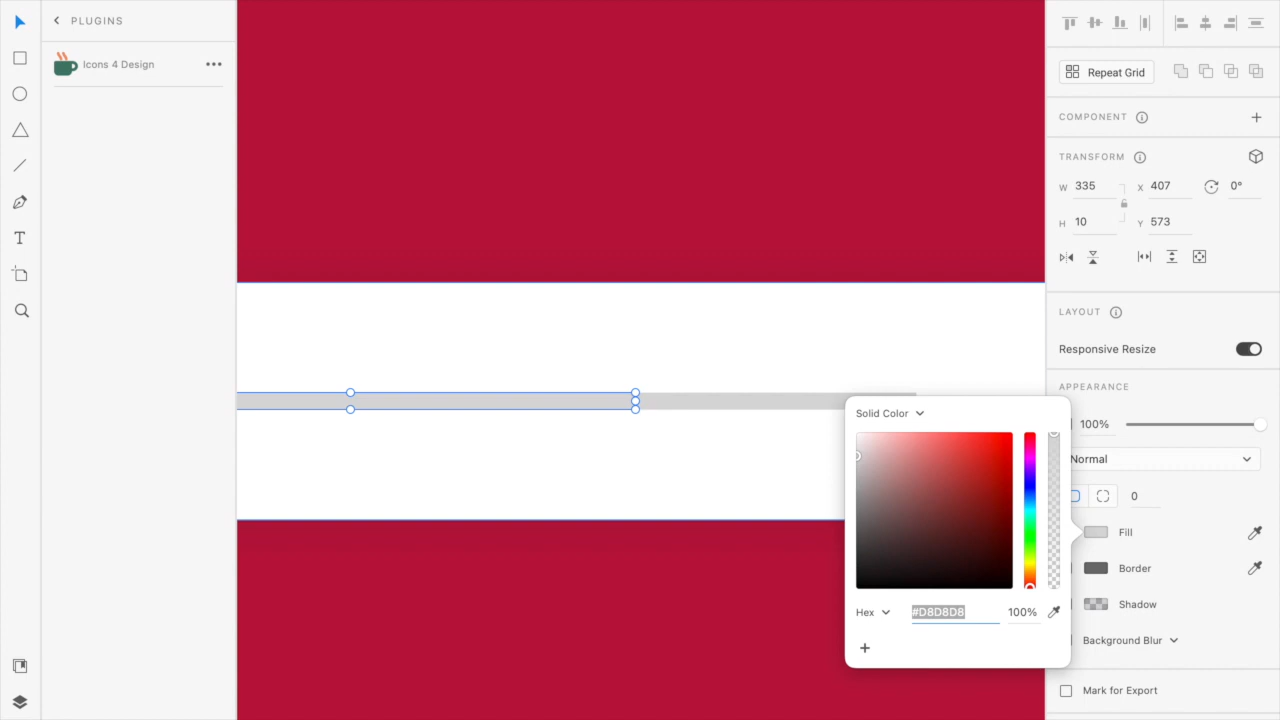 PLUGINS
Icons 4 Design
Repeat Grid
COMPONENT
TRANSFORM
W 335 X 407 0°
H 10 Y 573
LAYOUT
Responsive Resize
APPEARANCE
100%
Normal
0
Fill
Border
Shadow
Background Blur
Mark for Export
Solid Color
Hex #D8D8D8 100%